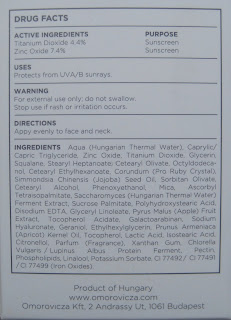 DRUG FACTS
ACTIVE INGREDIENTS PURPOSE
Titanium Dioxide 4.4% Sunscreen
Zinc Oxide 7.4% Sunscreen
USES
Protects from UVA/B sunrays.
WARNING
For external use only; do not swallow.
Stop use if rash or irritation occurs.
DIRECTIONS
Appy evenly to face and neck.
INGREDIENTS Aqua (Hungarian Thermal Water), Caprylic/
Capric Triglyceride, Zinc Oxide, Titanium Dioxide, Glycerin,
Squalane, Stearyl Heptanoate; Cetearyl Olivate, Octyldodeca-
nol, Cetearyl Ethylhexanoate, Corundum (Pro Ruby Crystal),
Simmondsia Chinensis (Jojoba) Seed Oil, Sorbitan Olivate,
Cetearyl Alcohol, Phenoxyethanol, Mica, Ascorbyl
Tetraisopalmitate, Saccharomyces (Hungarian Thermal Water)
Ferment Extract, Sucrose Palmitate, Polyhydroxystearic Acid,
Disodium EDTA, Glyceryl Linoleate, Pyrus Malus (Apple) Fruit
Extract, Tocopherol Acidate, Galactoarabinan, Sodium
Hyaluronate, Geraniol, Ethylhexylglycerin, Prunus Armeniaca
(Apricot) Kernel Oil, Tocopherol, Lactic Acid, Isostearic Acid,
Citronellol, Parfum (Fragrance), Xanthan Gum, Chlorella
Vulgaris / Lupinus Albus Protein Ferment, Pectin,
Phospholipids, Linalool, Potassium Sorbate, CI 77492 / CI 77491
/ CI 77499 (Iron Oxides).
Product of Hungary
www.omorovicza.com
Omorovicza Kft, 2 Andrassy Ut, 1061 Budapest